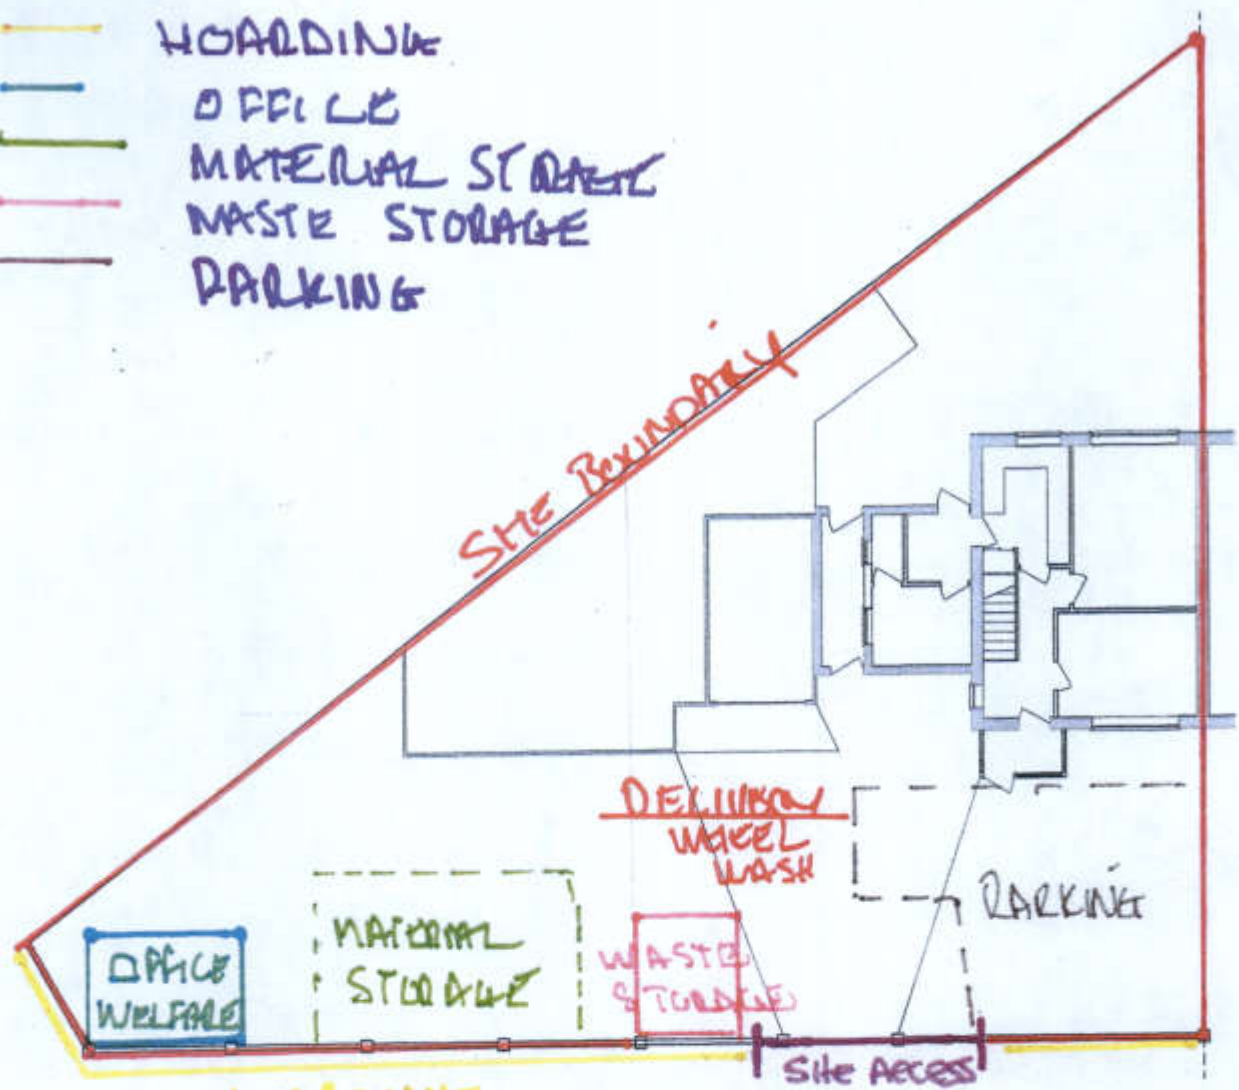 HOARDING
OFFICE
MATERIAL STORAGE
WASTE STORAGE
PARKING
SITE BOUNDARY
DELIVERY
WHEEL
WASH
PARKING
OFFICE
WELFARE
MATERIAL
STORAGE
WASTE
STORAGE
SITE ACCESS